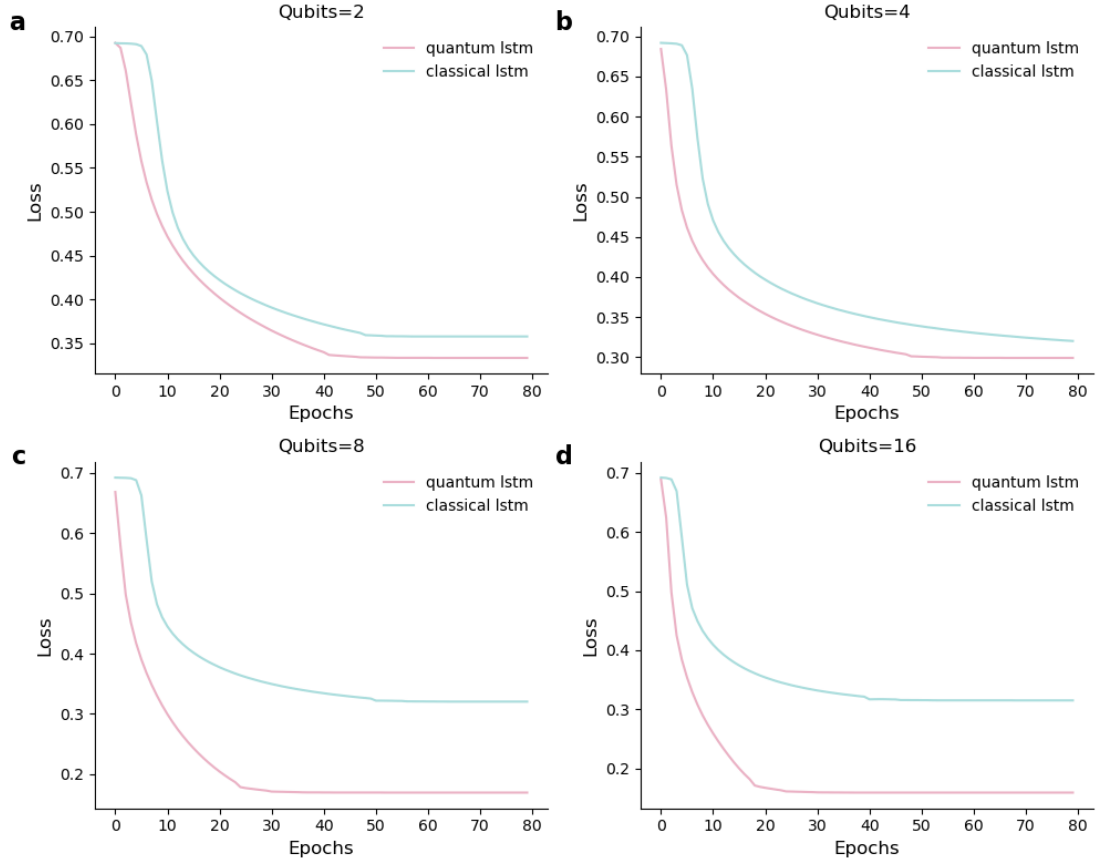 a
Qubits=2
0.70
0.65
0.60
0.55
0.50
0.45
0.40
0.35
Loss
quantum lstm
classical lstm
0 10 20 30 40 50 60 70 80
Epochs
b
Qubits=4
0.70
0.65
0.60
0.55
0.50
0.45
0.40
0.35
0.30
Loss
quantum lstm
classical lstm
0 10 20 30 40 50 60 70 80
Epochs
c
Qubits=8
0.7
0.6
0.5
0.4
0.3
0.2
Loss
quantum lstm
classical lstm
0 10 20 30 40 50 60 70 80
Epochs
d
Qubits=16
0.7
0.6
0.5
0.4
0.3
0.2
Loss
quantum lstm
classical lstm
0 10 20 30 40 50 60 70 80
Epochs